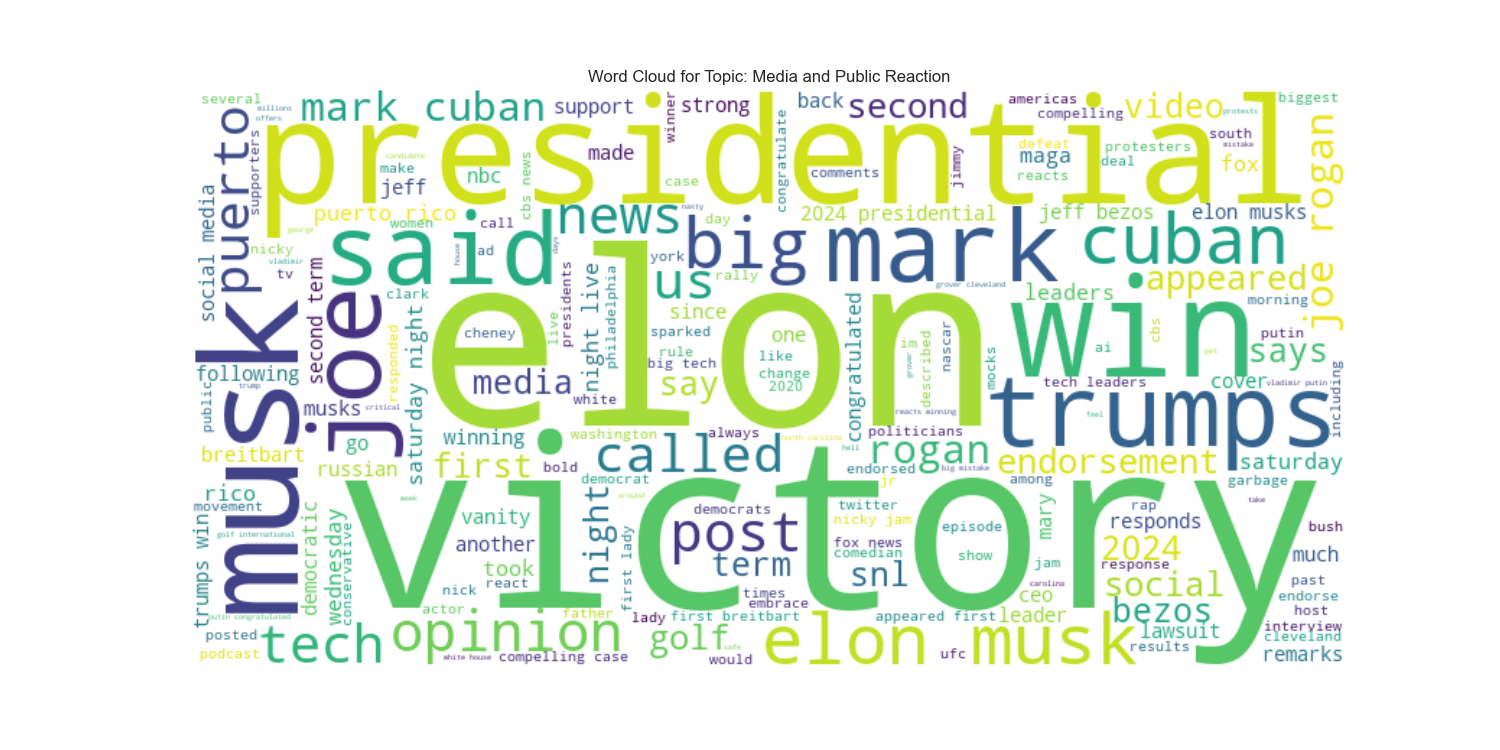 Word Cloud for Topic: Media and Public Reaction
several
millions
offers
mark cuban
support
strong
winner
back
second
americas
compelling
video
protests
biggest
presidential
puerto
supporters
candidate
make
jeff
nbc
cbs news
made
case
congratulate
comments
jimmy
defeat
maga
reacts
protesters
deal
south
mistake
fox
joe rogan
social media
puerto rico
george
women
call
nasty
day
2024 presidential
jeff bezos
elon musks
nicky
vladimir
tv
said
house
ad
days
news
big
mark
cuban
york
us
rally
grover cleveland
leaders
appeared
morning
musk
second term
joe
clark
responded
saturday night
elon
cheney
live
presidents
night live
philadelphia
since
sparked
rule
big tech
one
like
change
2020
congratulated
im
grover
described
nascar
mocks
win
ai
cbs
putin
says
get
following
public
trump
musks
critical
media
white
say
reacts winning
tech leaders
cover
vladimir putin
including
trumps
feel
breitbart
go
russian
winning
first
bold
washington
always
called
north carolina
hell
politicians
rogan
endorsed
big mistake
among
endorsement
saturday
garbage
rico
movement
trumps win
golf international
democratic
wednesday
conservative
week
victory
vanity
another
took
nick
react
democrat
around
night
first lady
democrats
post
term
times
embrace
jr
twitter
nicky jam
fox news
comedian
snl
episode
show
jam
mary
rap
responds
2024
response
social
carolina
ceo
take
bush
much
past
endorse
host
putin congratulated
posted
podcast
tech
actor
opinion
father
lady
first breitbart
golf
safe
white house
compelling case
would
elon musk
appeared first
leader
ufc
bezos
lawsuit
results
interview
cleveland
remarks